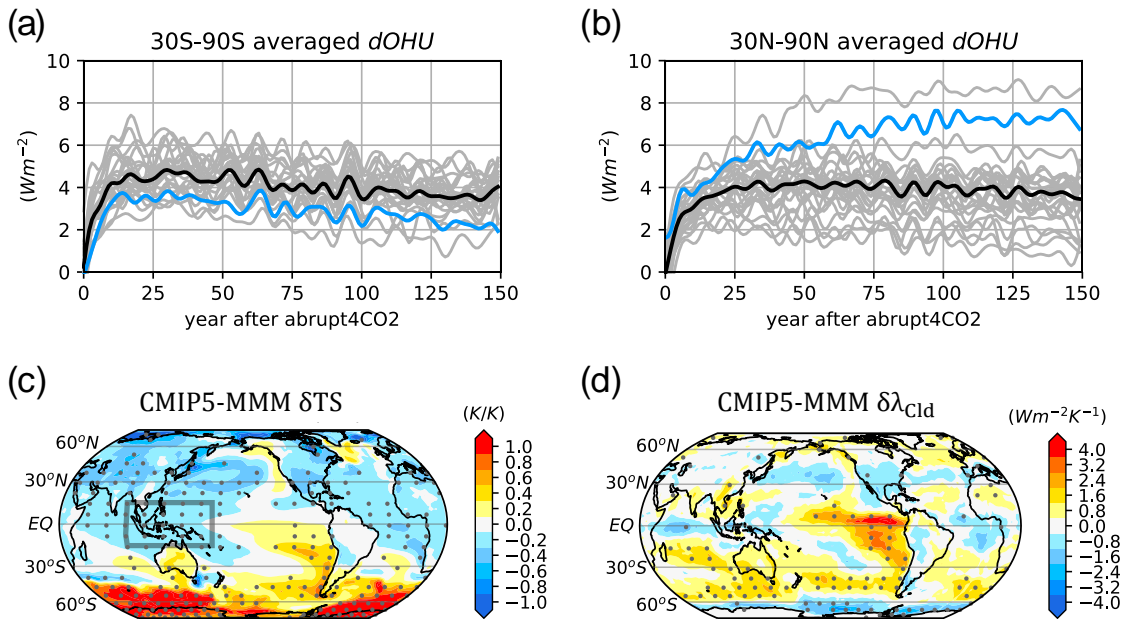 (a)
30S-90S averaged dOHU
(Wm⁻²)
10
8
6
4
2
0
0 25 50 75 100 125 150
year after abrupt4CO2
(b)
30N-90N averaged dOHU
(Wm⁻²)
10
8
6
4
2
0
0 25 50 75 100 125 150
year after abrupt4CO2
(c)
CMIP5-MMM δTS
60°N
30°N
EQ
30°S
60°S
(K/K)
1.0
0.8
0.6
0.4
0.2
0.0
−0.2
−0.4
−0.6
−0.8
−1.0
(d)
CMIP5-MMM δλ_Cld
60°N
30°N
EQ
30°S
60°S
(Wm⁻²K⁻¹)
4.0
3.2
2.4
1.6
0.8
0.0
−0.8
−1.6
−2.4
−3.2
−4.0